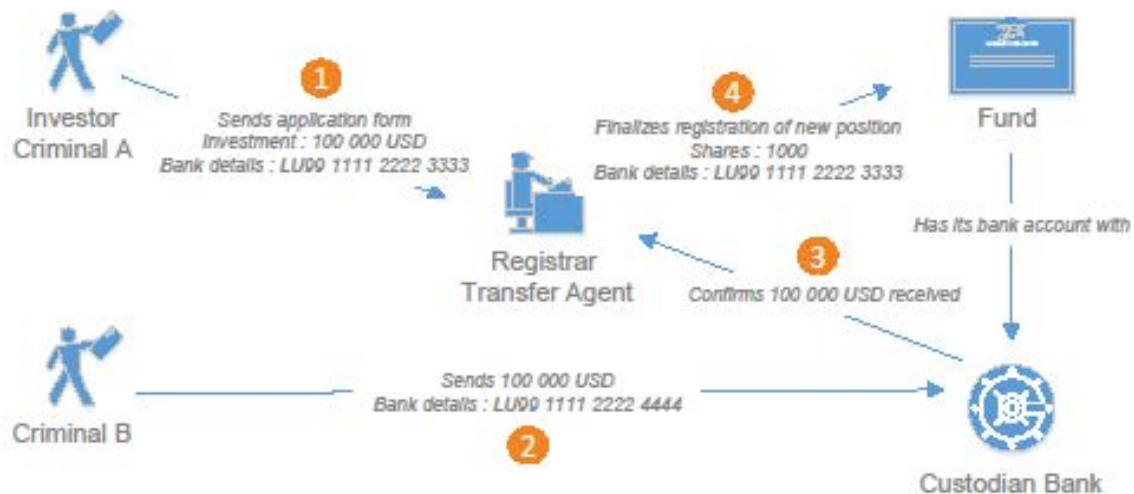 1
Sends application form
Investment : 100 000 USD
Bank details : LU99 1111 2222 3333
Investor
Criminal A
4
Finalizes registration of new position
Shares : 1000
Bank details : LU99 1111 2222 3333
Fund
Has its bank account with
Registrar
Transfer Agent
3
Confirms 100 000 USD received
Criminal B
Sends 100 000 USD
Bank details : LU99 1111 2222 4444
2
Custodian Bank